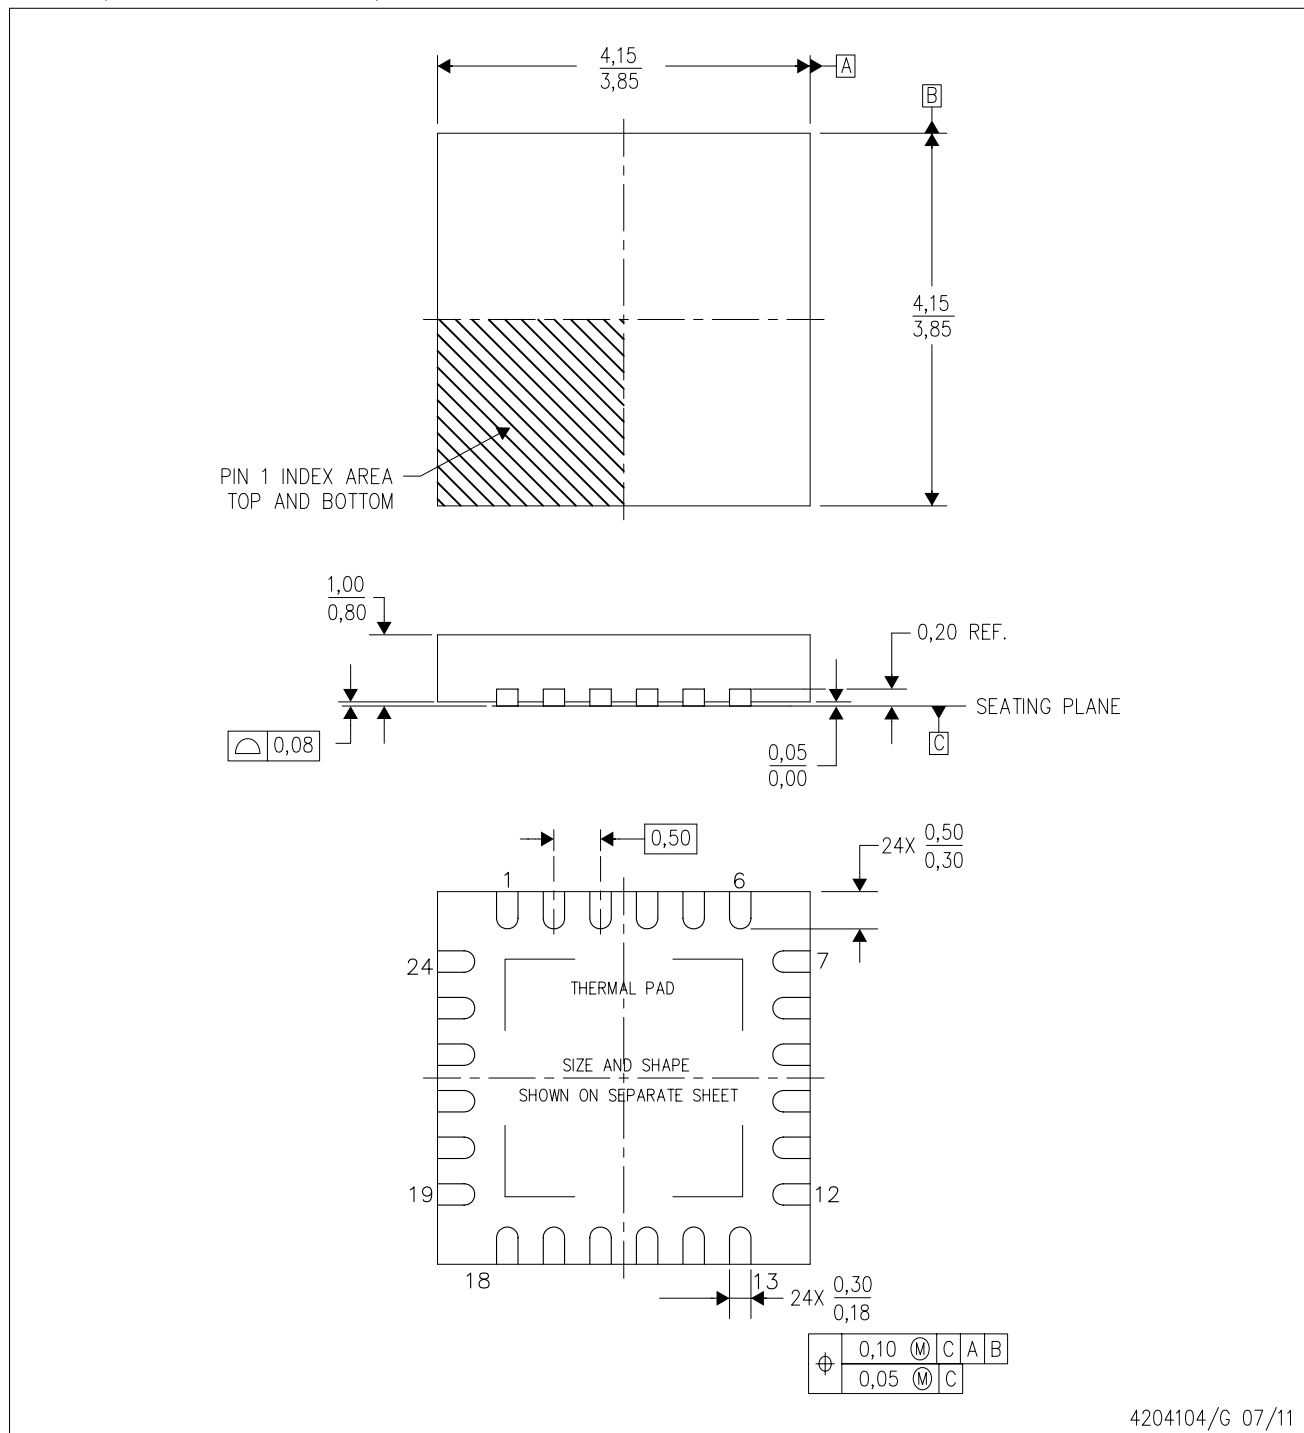 4,15
3,85
A
B
4,15
3,85
PIN 1 INDEX AREA
TOP AND BOTTOM
1,00
0,80
0,20 REF.
SEATING PLANE
0,08
0,05
0,00
C
0,50
24X 0,50
0,30
1
6
24
7
THERMAL PAD
SIZE AND SHAPE
SHOWN ON SEPARATE SHEET
19
12
18
13
24X 0,30
0,18
⌖ 0,10 Ⓜ C A B
0,05 Ⓜ C
4204104/G 07/11